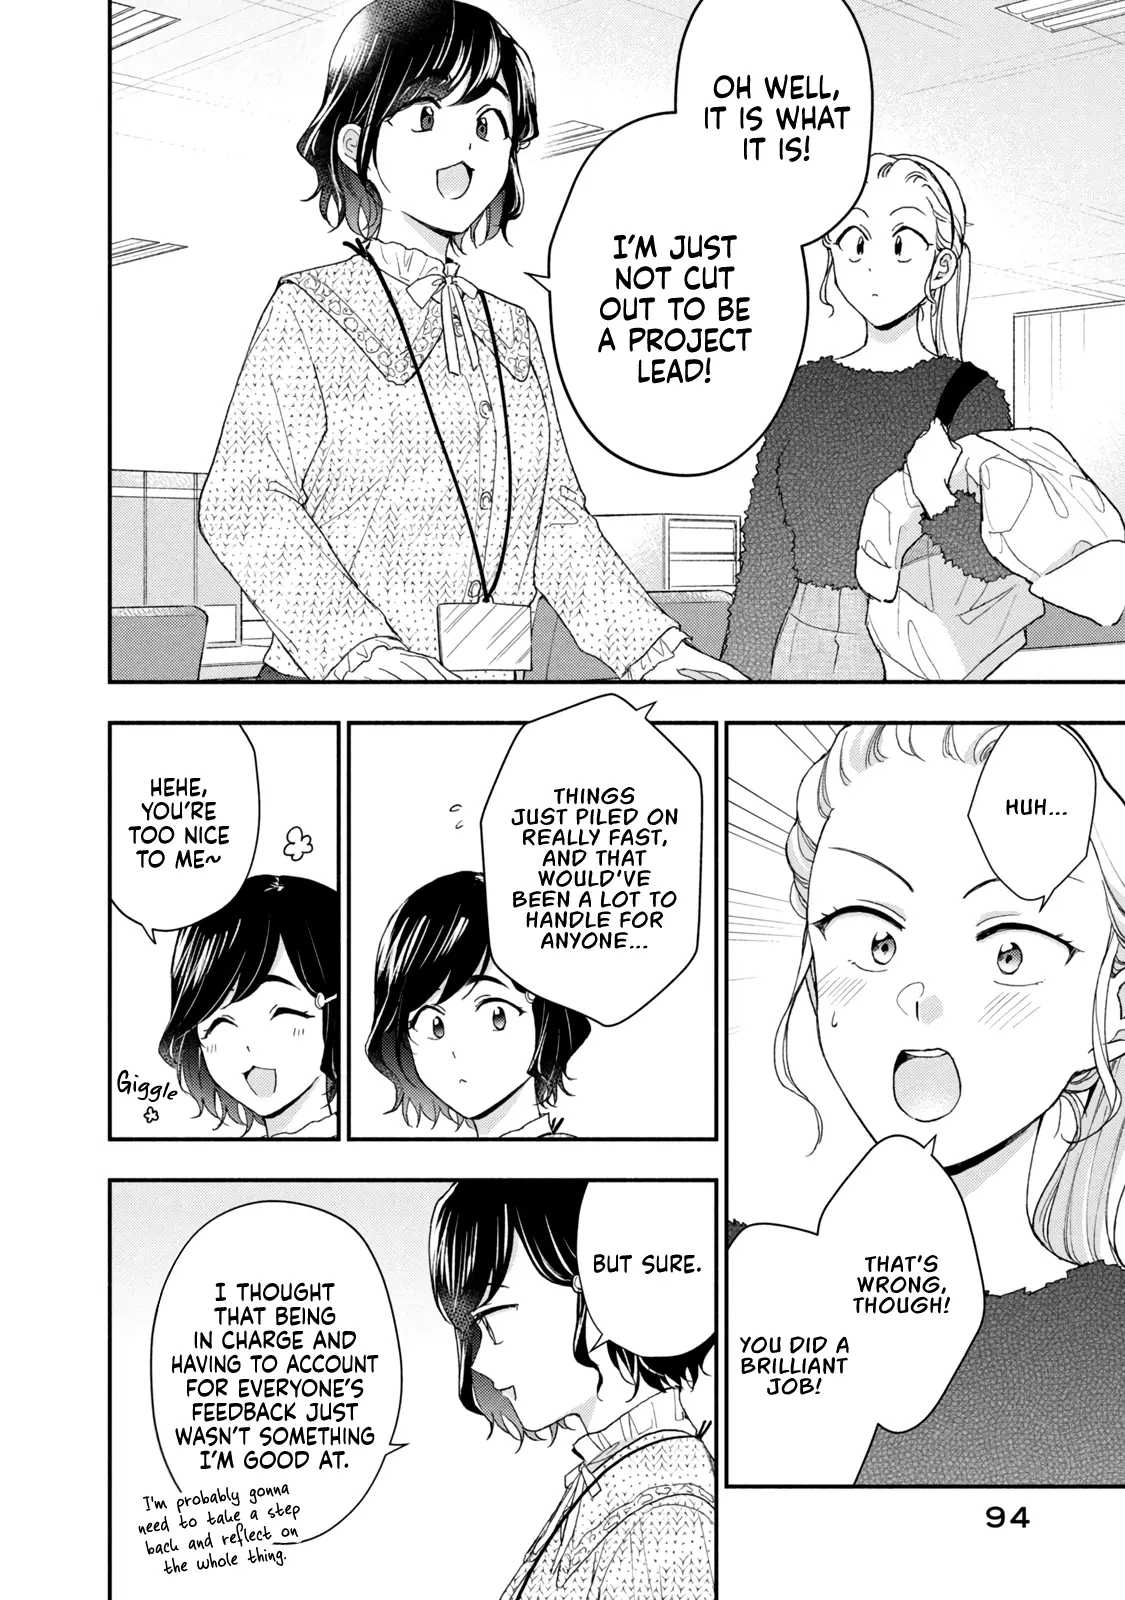 OH WELL,
IT IS WHAT
IT IS!
I'M JUST
NOT CUT
OUT TO BE
A PROJECT
LEAD!
HUH...
THAT'S
WRONG,
THOUGH!
YOU DID A
BRILLIANT
JOB!
THINGS
JUST PILED ON
REALLY FAST,
AND THAT
WOULD'VE
BEEN A LOT TO
HANDLE FOR
ANYONE...
HEHE,
YOU'RE
TOO NICE
TO ME~
Giggle
BUT SURE.
I THOUGHT
THAT BEING
IN CHARGE AND
HAVING TO ACCOUNT
FOR EVERYONE'S
FEEDBACK JUST
WASN'T SOMETHING
I'M GOOD AT.
I'm probably gonna
need to take a step
back and reflect on
the whole thing.
94